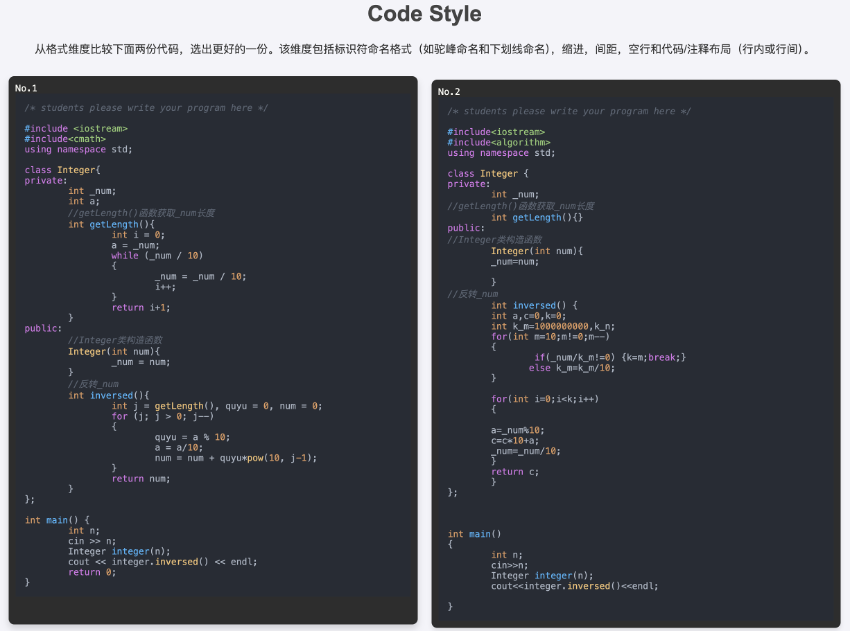 Code Style
从格式维度比较下面两份代码，选出更好的一份。该维度包括标识符命名格式（如驼峰命名和下划线命名），缩进，间距，空行和代码/注释布局（行内或行间）。
No.1
/* students please write your program here */
#include <iostream>
#include<cmath>
using namespace std;
class Integer{
private:
int _num;
int a;
//getLength()函数获取_num长度
int getLength(){
int i = 0;
a = _num;
while (_num / 10)
{
_num = _num / 10;
i++;
}
return i+1;
}
public:
//Integer类构造函数
Integer(int num){
_num = num;
}
//反转_num
int inversed(){
int j = getLength(), quyu = 0, num = 0;
for (j; j > 0; j--)
{
quyu = a % 10;
a = a/10;
num = num + quyu*pow(10, j-1);
}
return num;
}
};
int main() {
int n;
cin >> n;
Integer integer(n);
cout << integer.inversed() << endl;
return 0;
}
No.2
/* students please write your program here */
#include<iostream>
#include<algorithm>
using namespace std;
class Integer {
private:
int _num;
//getLength()函数获取_num长度
int getLength(){}
public:
//Integer类构造函数
Integer(int num){
_num=num;
}
//反转_num
int inversed() {
int a,c=0,k=0;
int k_m=1000000000,k_n;
for(int m=10;m!=0;m--)
{
if(_num/k_m!=0) {k=m;break;}
else k_m=k_m/10;
}
for(int i=0;i<k;i++)
{
a=_num%10;
c=c*10+a;
_num=_num/10;
}
return c;
}
};
int main()
{
int n;
cin>>n;
Integer integer(n);
cout<<integer.inversed()<<endl;
}